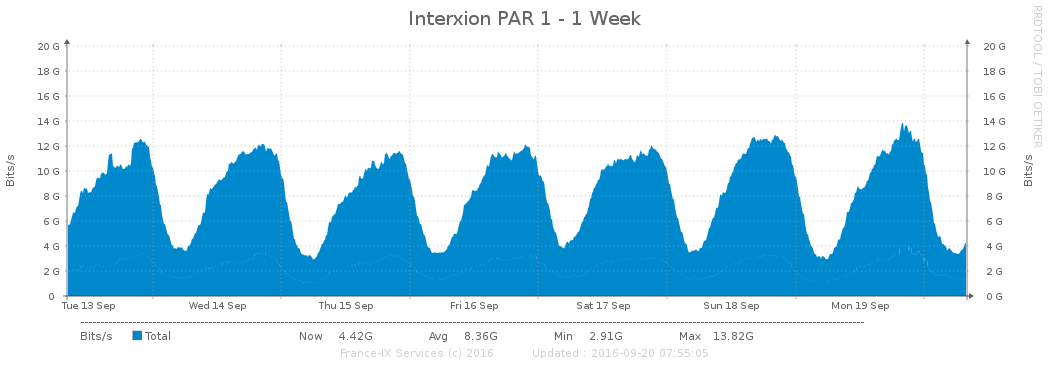 Interxion PAR 1 - 1 Week
RRDTOOL / TOBI OETIKER
Bits/s
20 G 20 G
18 G 18 G
16 G 16 G
14 G 14 G
12 G 12 G
10 G 10 G
8 G 8 G
6 G 6 G
4 G 4 G
2 G 2 G
0 0 G
Bits/s
Tue 13 Sep Wed 14 Sep Thu 15 Sep Fri 16 Sep Sat 17 Sep Sun 18 Sep Mon 19 Sep
Bits/s Total Now 4.42G Avg 8.36G Min 2.91G Max 13.82G
France-IX Services (c) 2016 Updated : 2016-09-20 07:55:05